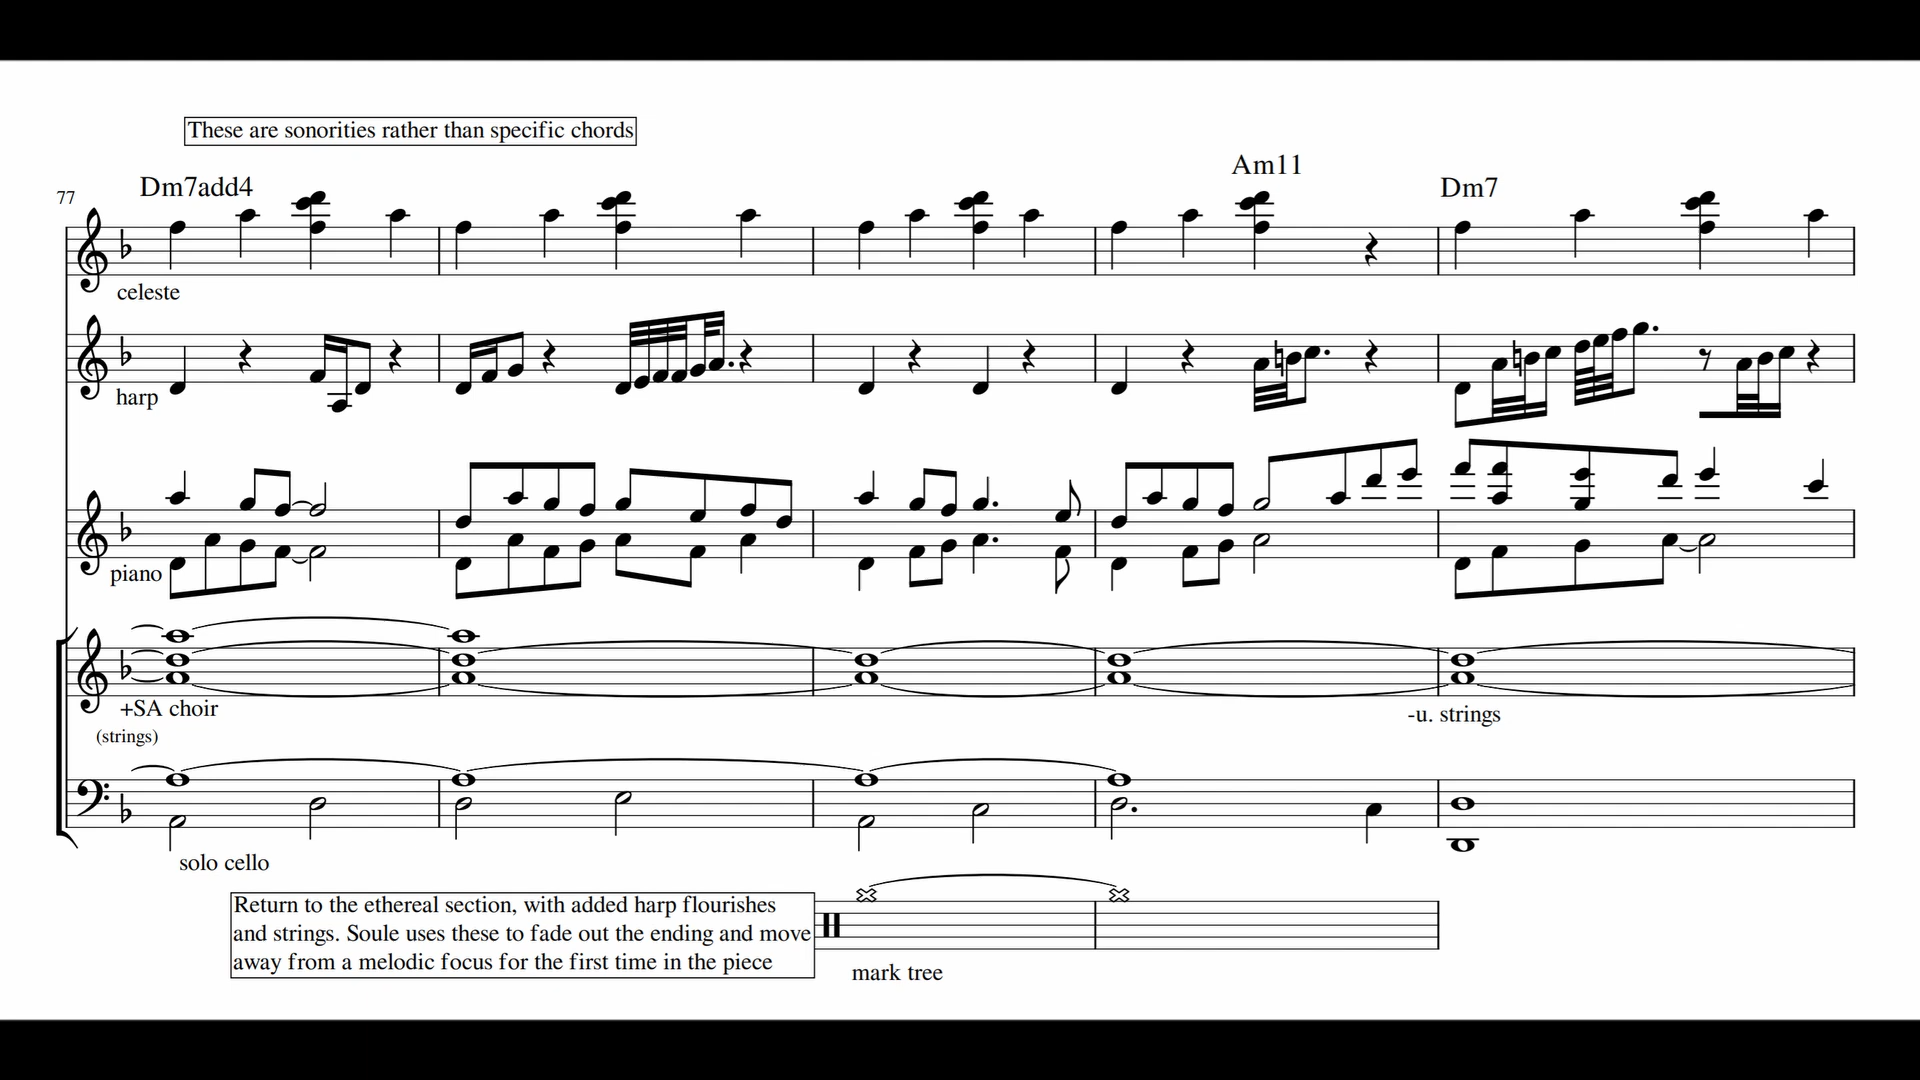 These are sonorities rather than specific chords
Am11
Dm7add4
Dm7
77
celeste
harp
piano
+SA choir
-u. strings
(strings)
solo cello
Return to the ethereal section, with added harp flourishes
and strings. Soule uses these to fade out the ending and move
away from a melodic focus for the first time in the piece
mark tree